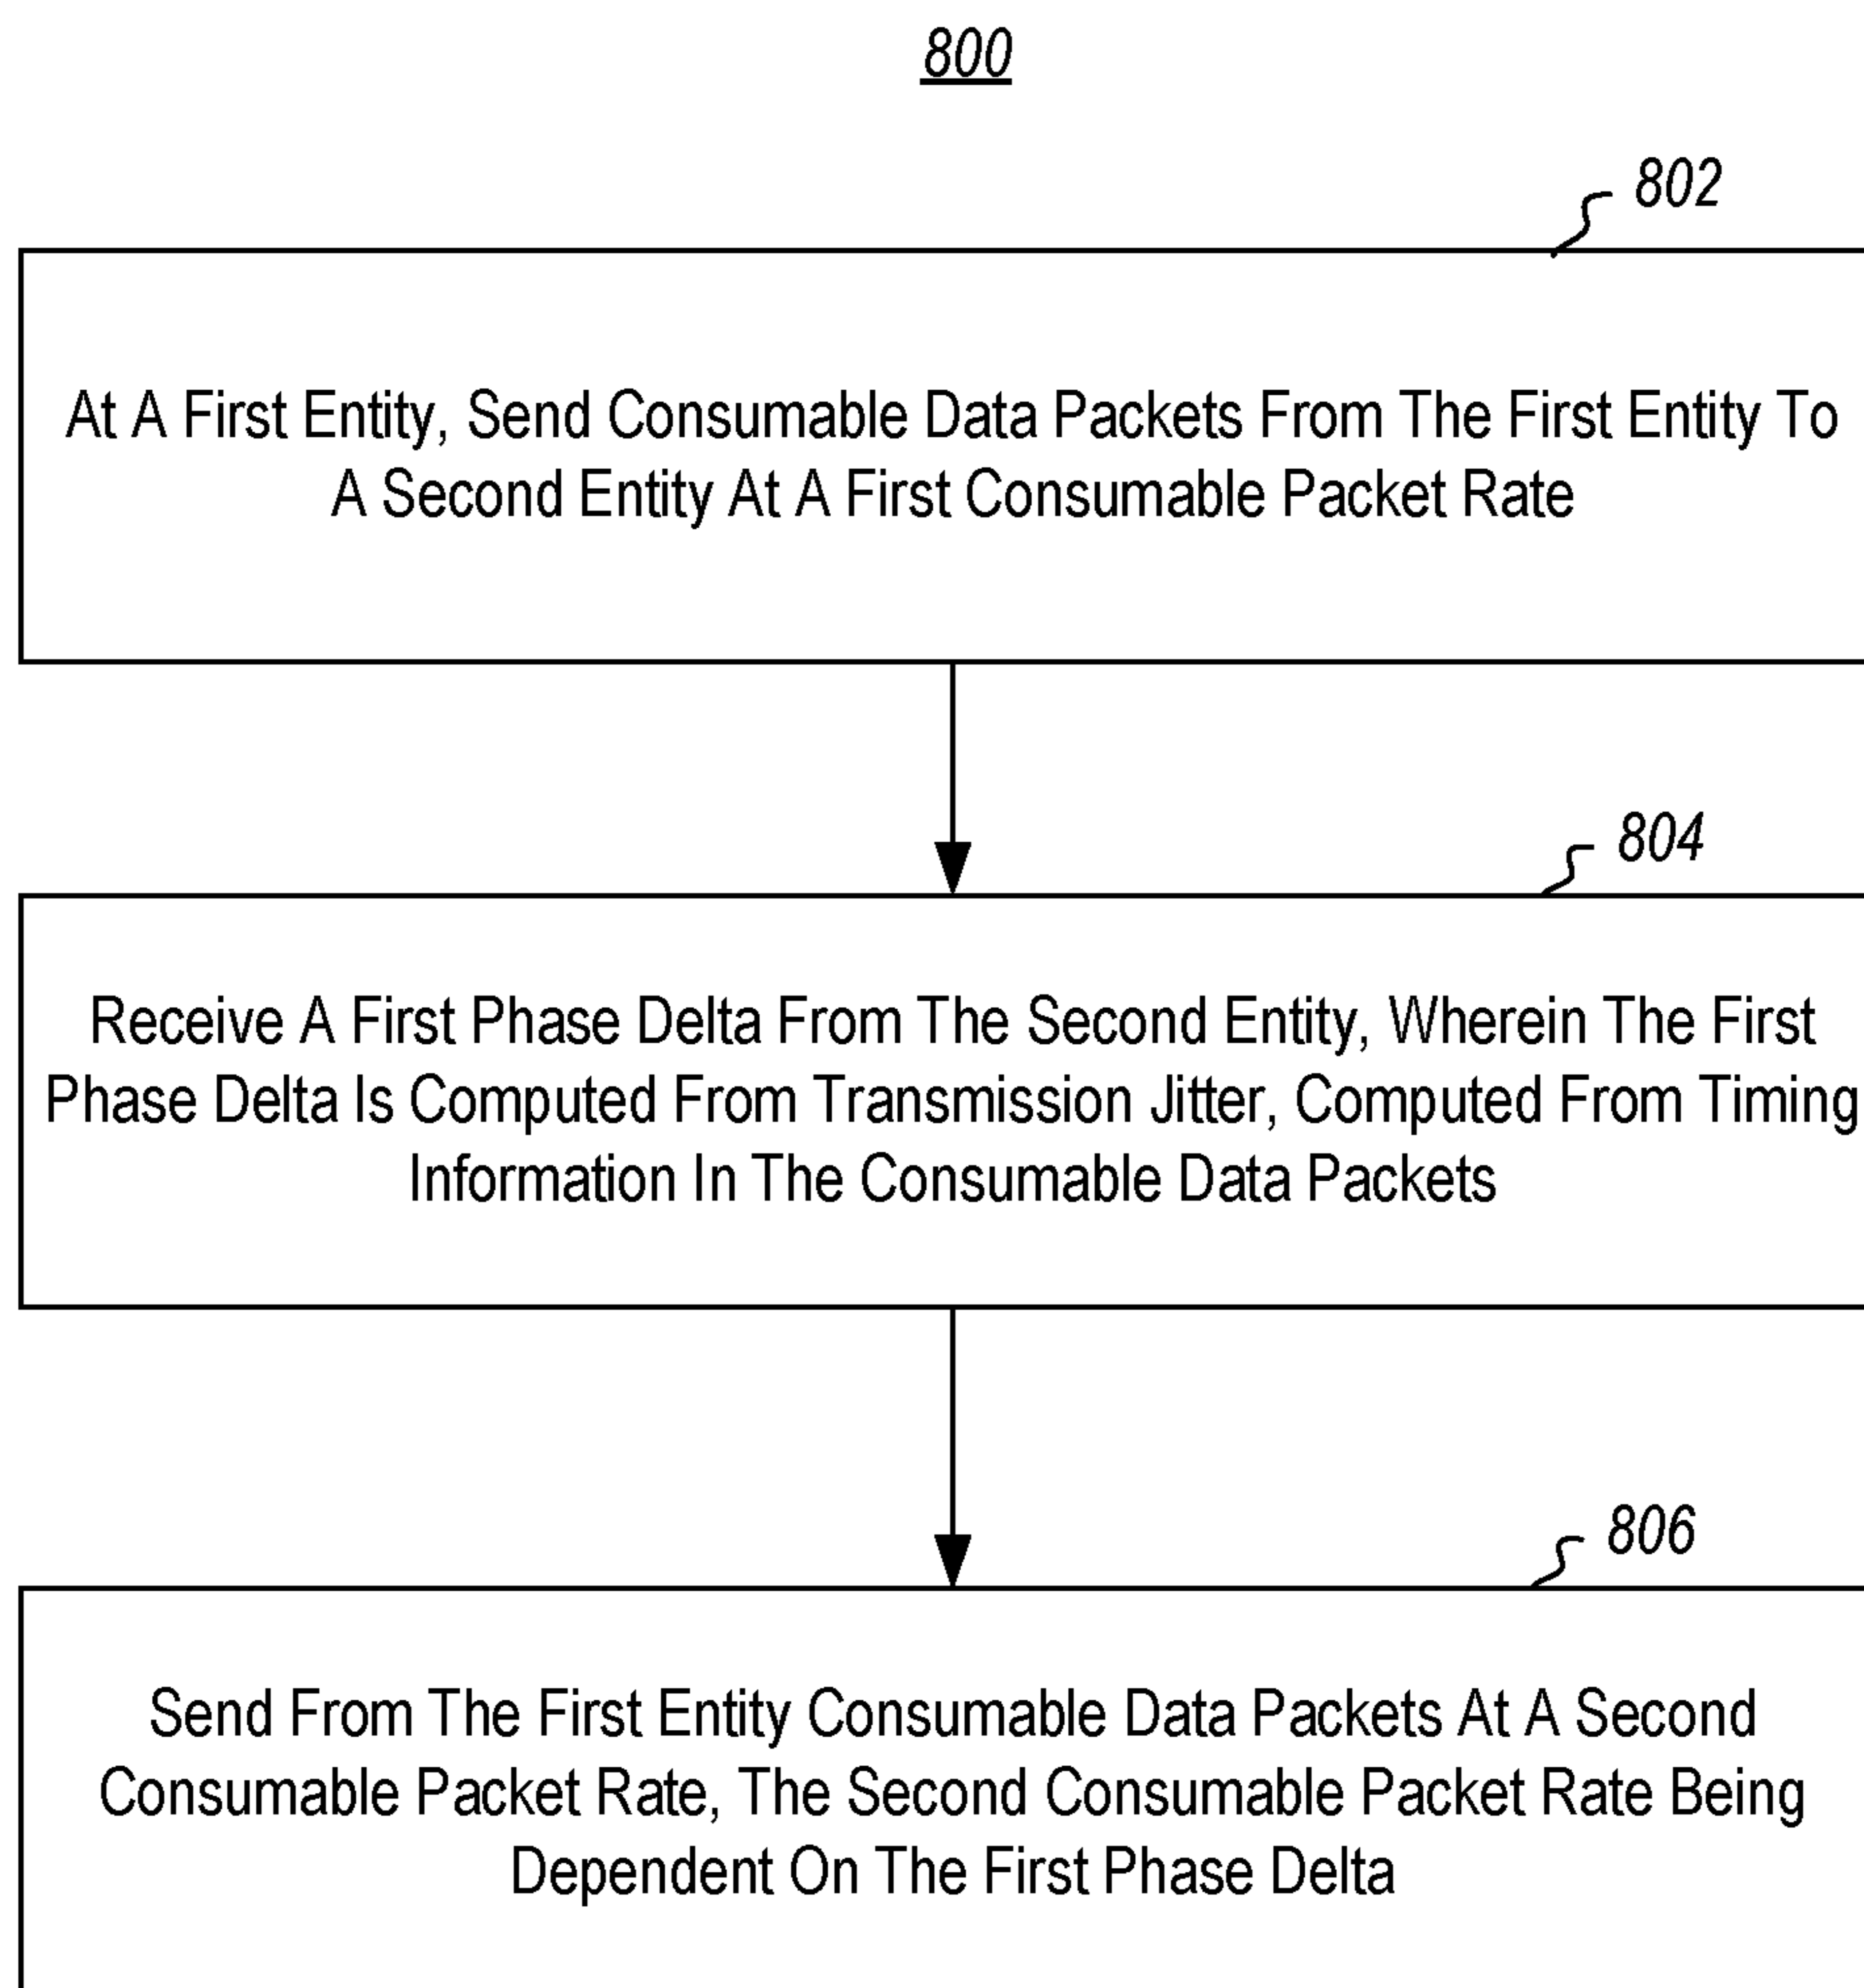 800
802
At A First Entity, Send Consumable Data Packets From The First Entity To
A Second Entity At A First Consumable Packet Rate
804
Receive A First Phase Delta From The Second Entity, Wherein The First
Phase Delta Is Computed From Transmission Jitter, Computed From Timing
Information In The Consumable Data Packets
806
Send From The First Entity Consumable Data Packets At A Second
Consumable Packet Rate, The Second Consumable Packet Rate Being
Dependent On The First Phase Delta